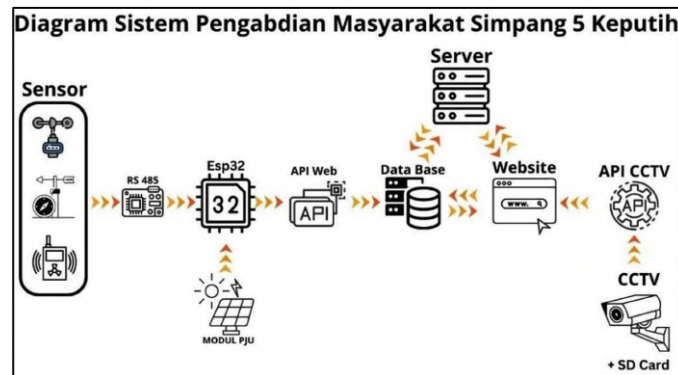 Diagram Sistem Pengabdian Masyarakat Simpang 5 Keputih
Server
Sensor
RS 485
Esp32
32
API Web
API
Data Base
Website
www.
API CCTV
API
CCTV
MODUL PJU
+ SD Card